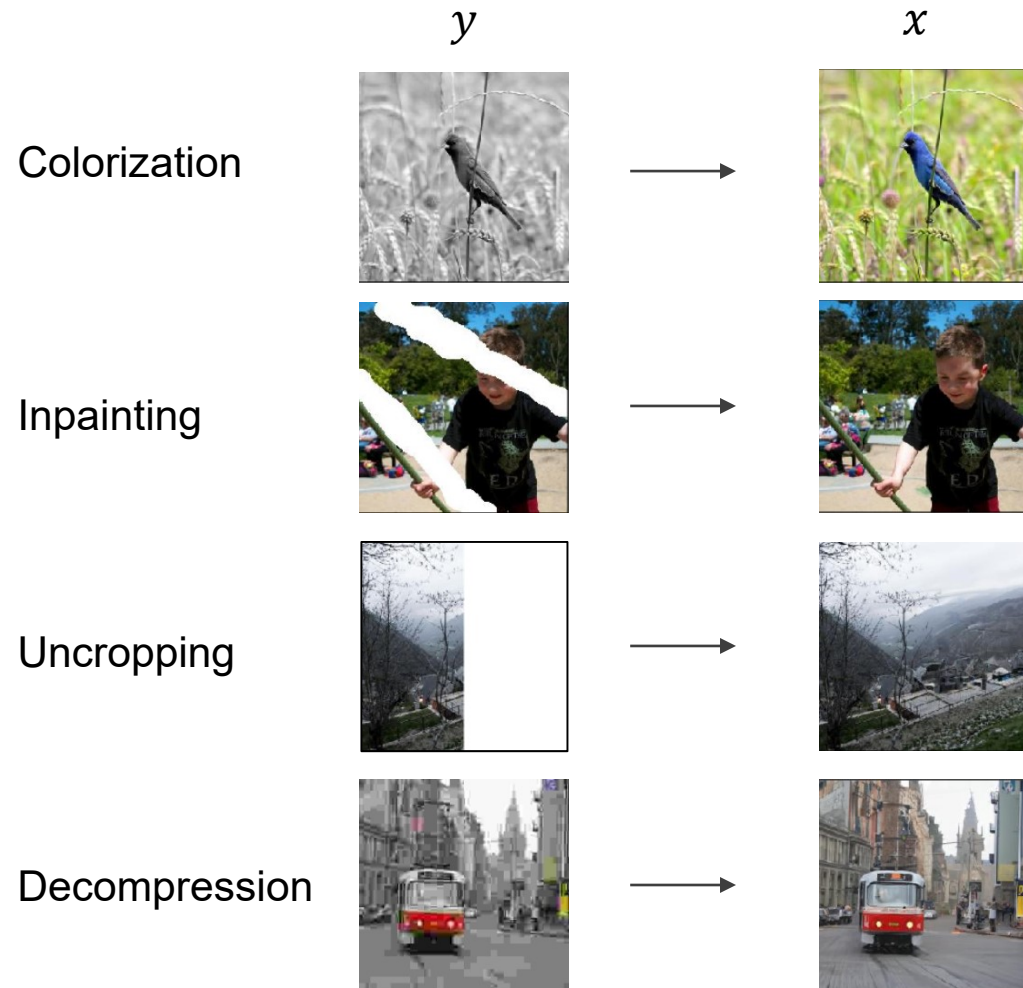 y x
Colorization
Inpainting
Uncropping
Decompression